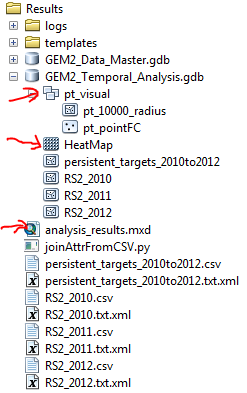 Results
logs
templates
GEM2_Data_Master.gdb
GEM2_Temporal_Analysis.gdb
pt_visual
pt_10000_radius
pt_pointFC
HeatMap
persistent_targets_2010to2012
RS2_2010
RS2_2011
RS2_2012
analysis_results.mxd
joinAttrFromCSV.py
persistent_targets_2010to2012.csv
persistent_targets_2010to2012.txt.xml
RS2_2010.csv
RS2_2010.txt.xml
RS2_2011.csv
RS2_2011.txt.xml
RS2_2012.csv
RS2_2012.txt.xml